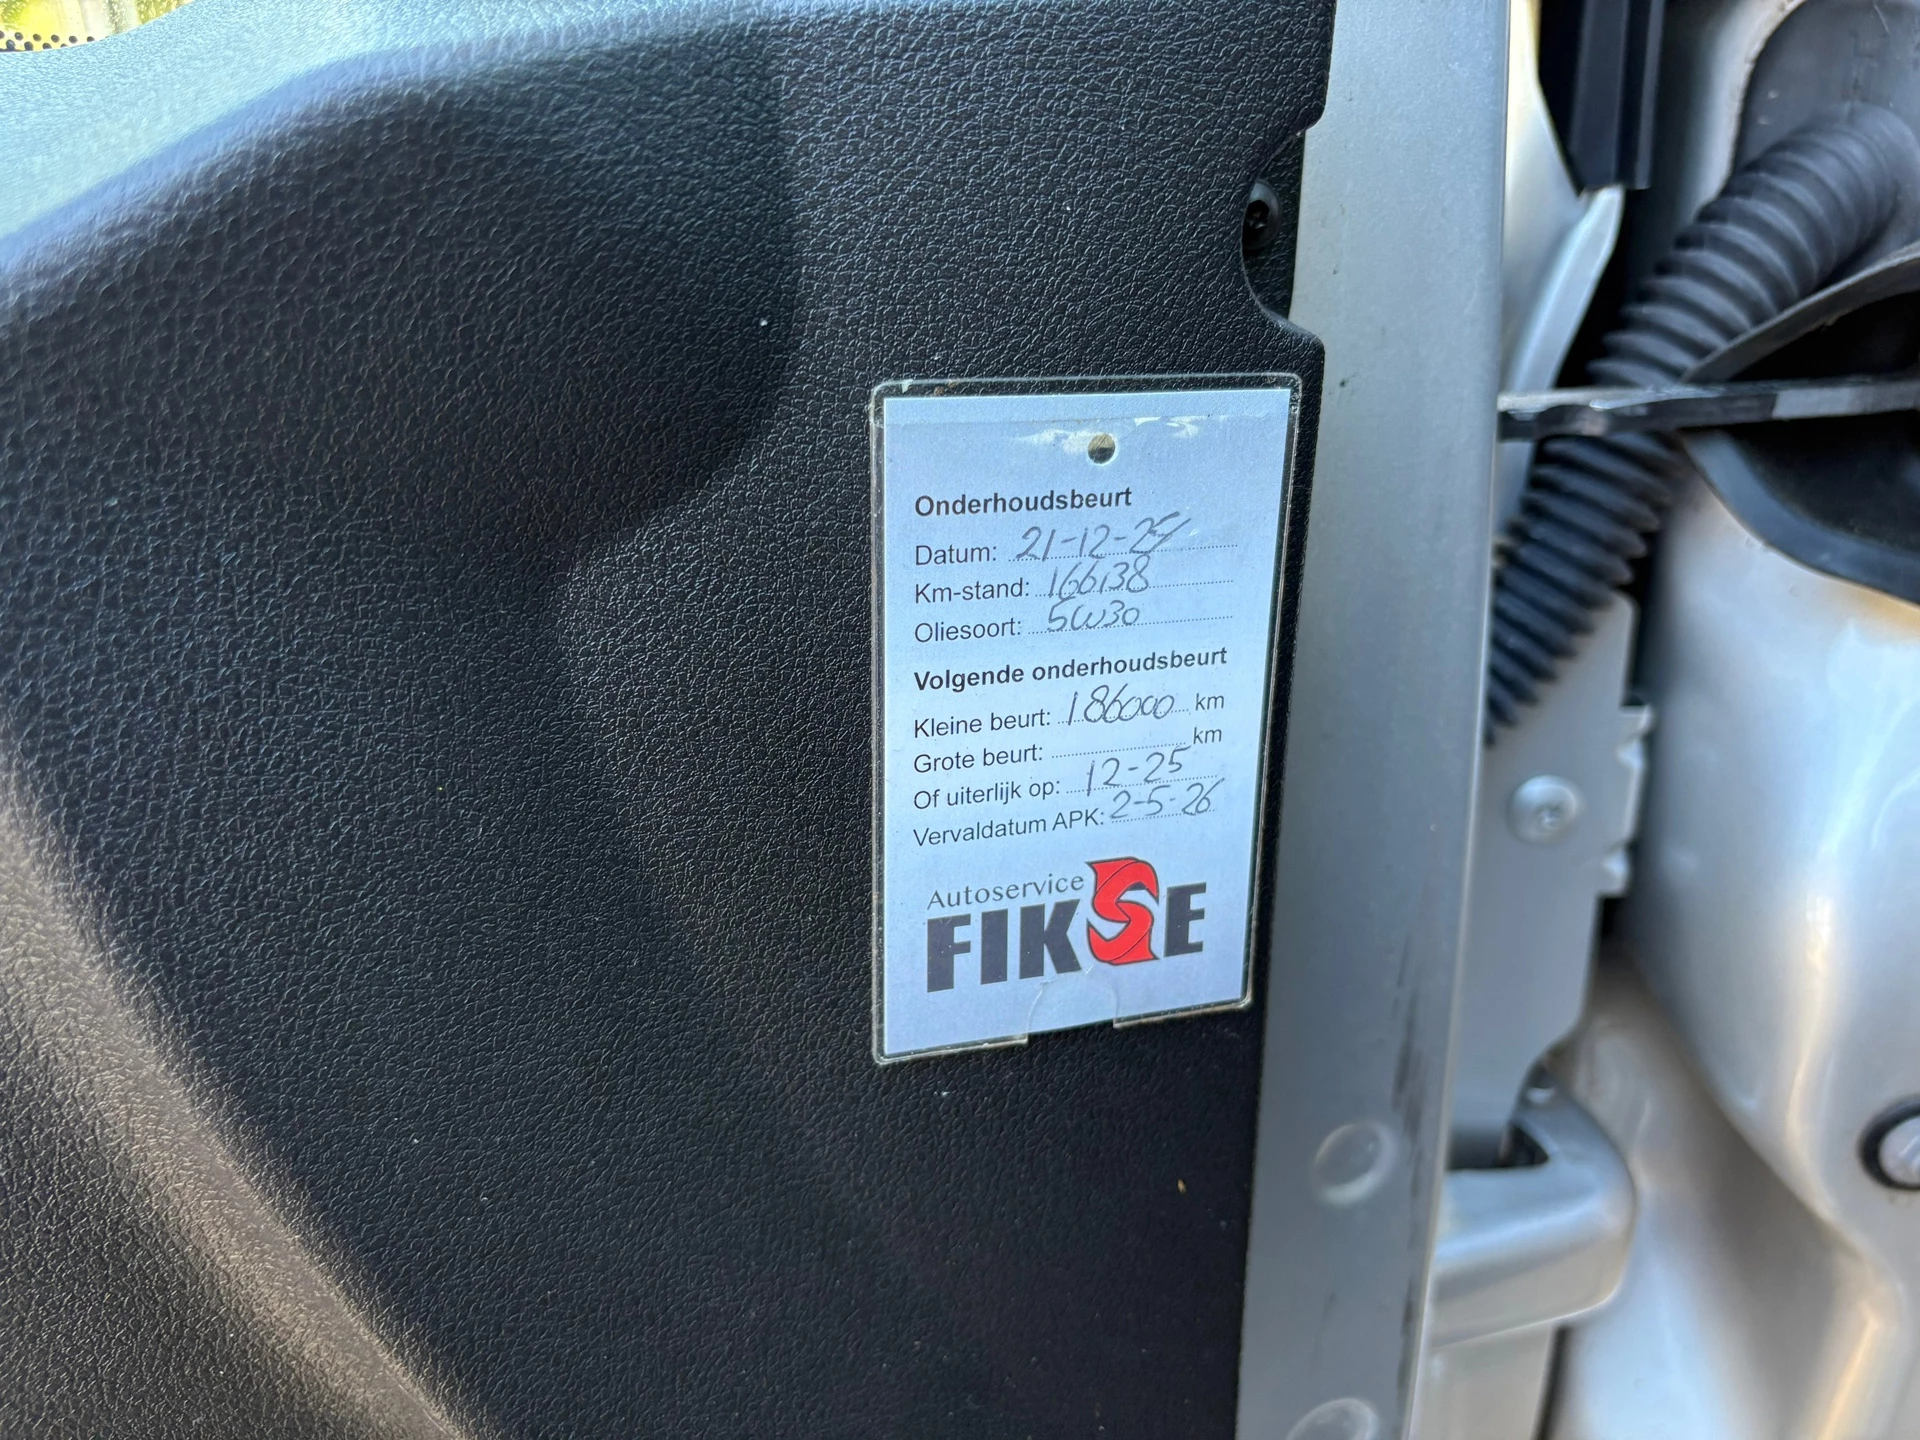 Onderhoudsbeurt
Datum: 21-12-24
Km-stand: 166138
Oliesoort: 5W30
Volgende onderhoudsbeurt
Kleine beurt: 186000 km
Grote beurt: km
Of uiterlijk op: 12-25
Vervaldatum APK: 2-5-26
Autoservice
FIKSE